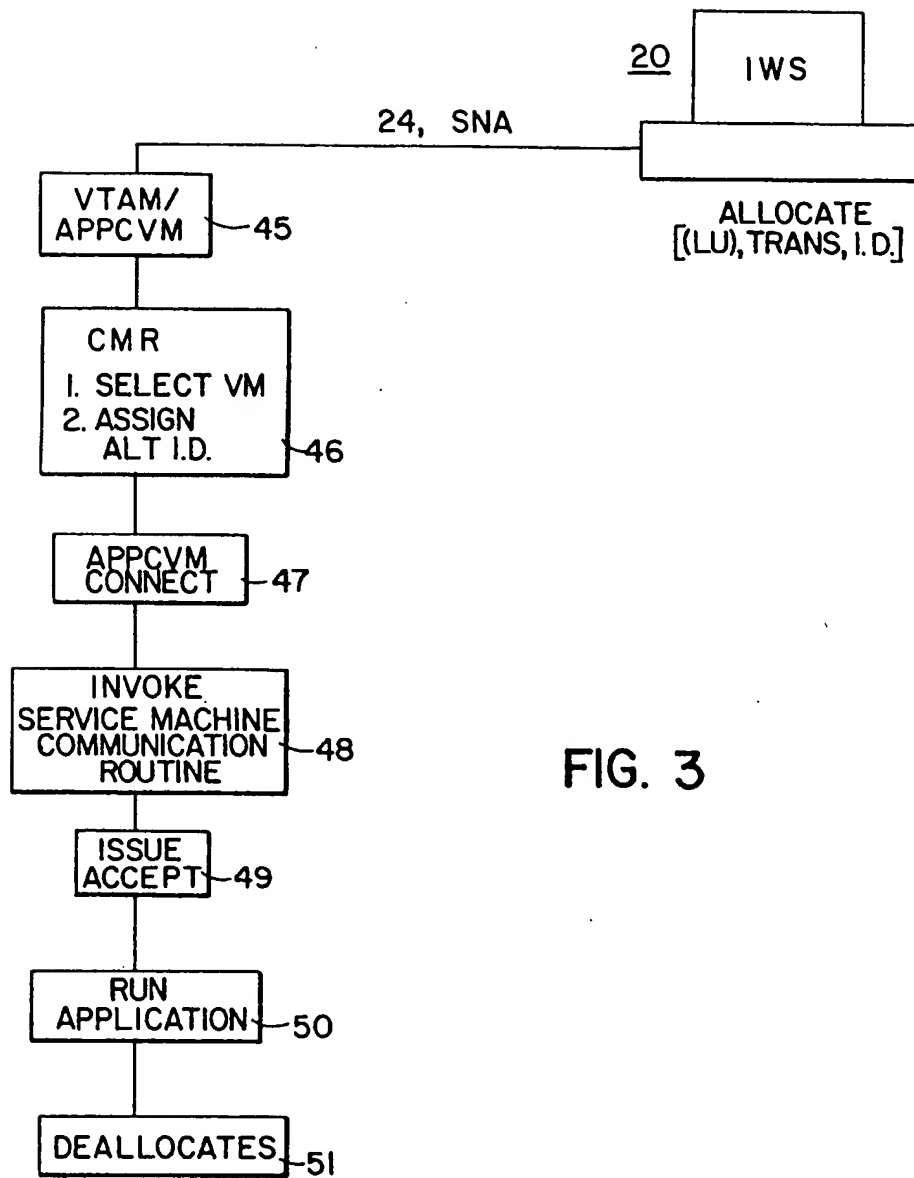 20
IWS
24, SNA
ALLOCATE
[(LU), TRANS, I.D.]
VTAM/
APPCVM
45
CMR
1. SELECT VM
2. ASSIGN
ALT I.D.
46
APPCVM
CONNECT
47
INVOKE
SERVICE MACHINE
COMMUNICATION
ROUTINE
48
ISSUE
ACCEPT
49
RUN
APPLICATION
50
DEALLOCATES
51
FIG. 3